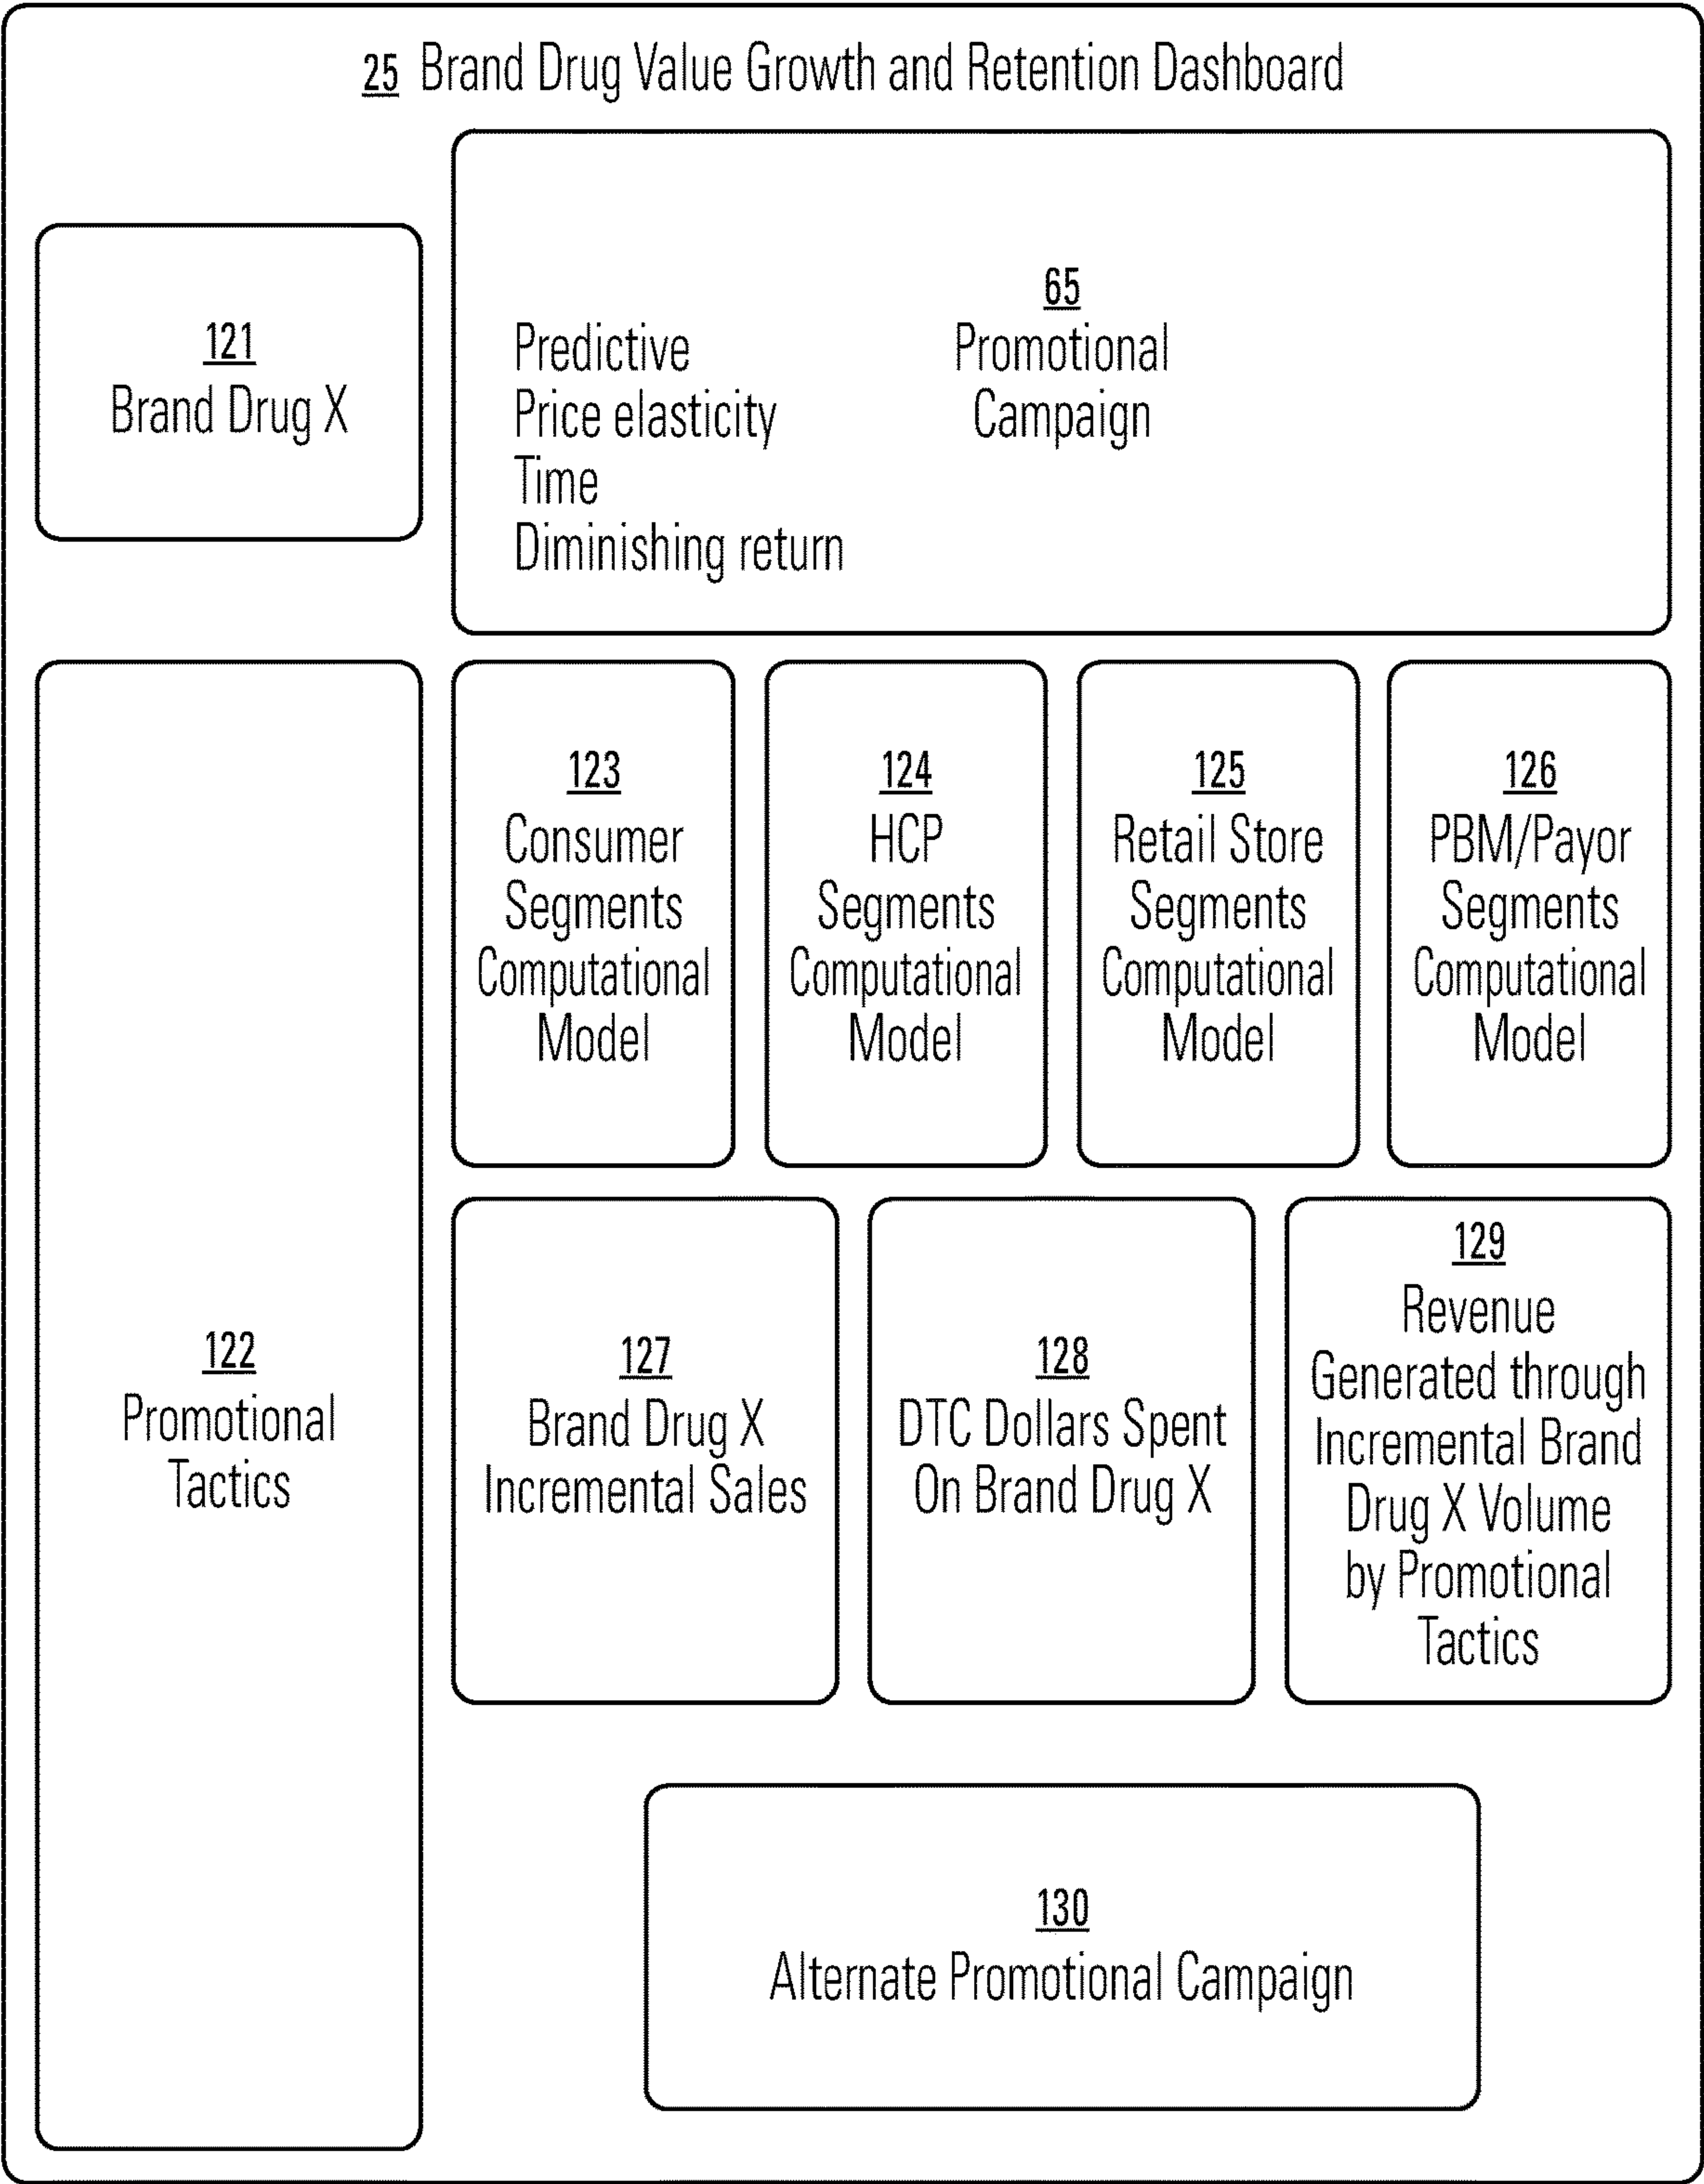 25 Brand Drug Value Growth and Retention Dashboard
121
Brand Drug X
Predictive
Price elasticity
Time
Diminishing return
65
Promotional
Campaign
122
Promotional
Tactics
123
Consumer
Segments
Computational
Model
124
HCP
Segments
Computational
Model
125
Retail Store
Segments
Computational
Model
126
PBM/Payor
Segments
Computational
Model
127
Brand Drug X
Incremental Sales
128
DTC Dollars Spent
On Brand Drug X
129
Revenue
Generated through
Incremental Brand
Drug X Volume
by Promotional
Tactics
130
Alternate Promotional Campaign